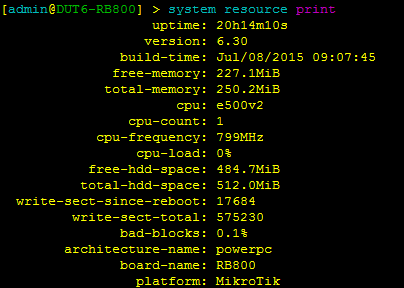 [admin@DUT6-RB800] > system resource print
uptime: 20h14m10s
version: 6.30
build-time: Jul/08/2015 09:07:45
free-memory: 227.1MiB
total-memory: 250.2MiB
cpu: e500v2
cpu-count: 1
cpu-frequency: 799MHz
cpu-load: 0%
free-hdd-space: 484.7MiB
total-hdd-space: 512.0MiB
write-sect-since-reboot: 17684
write-sect-total: 575230
bad-blocks: 0.1%
architecture-name: powerpc
board-name: RB800
platform: MikroTik